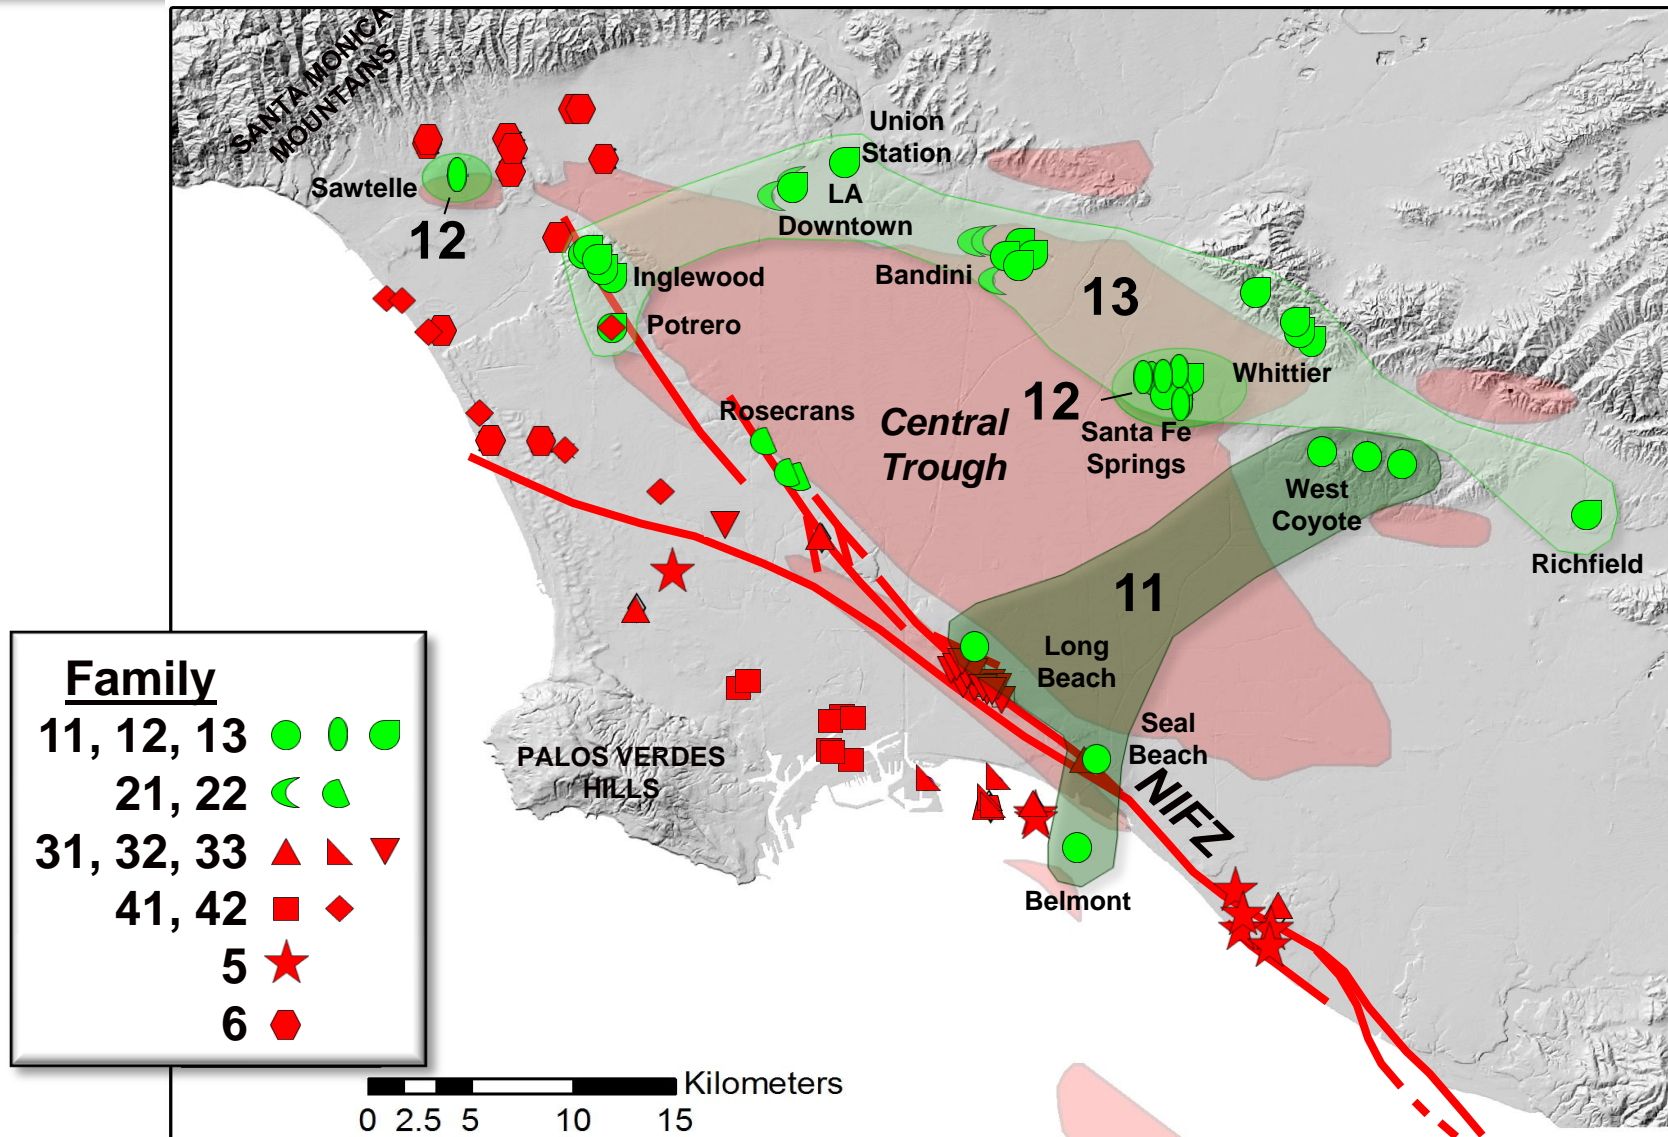 SANTA MONICA
MOUNTAINS
Union
Station
Sawtelle
12
LA
Downtown
Inglewood
Bandini
13
Potrero
Whittier
12
Rosecrans
Central
Trough
Santa Fe
Springs
West
Coyote
Richfield
11
Long
Beach
Seal
Beach
PALOS VERDES
HILLS
NIFZ
Belmont
Family
11, 12, 13
21, 22
31, 32, 33
41, 42
5
6
Kilometers
0 2.5 5 10 15